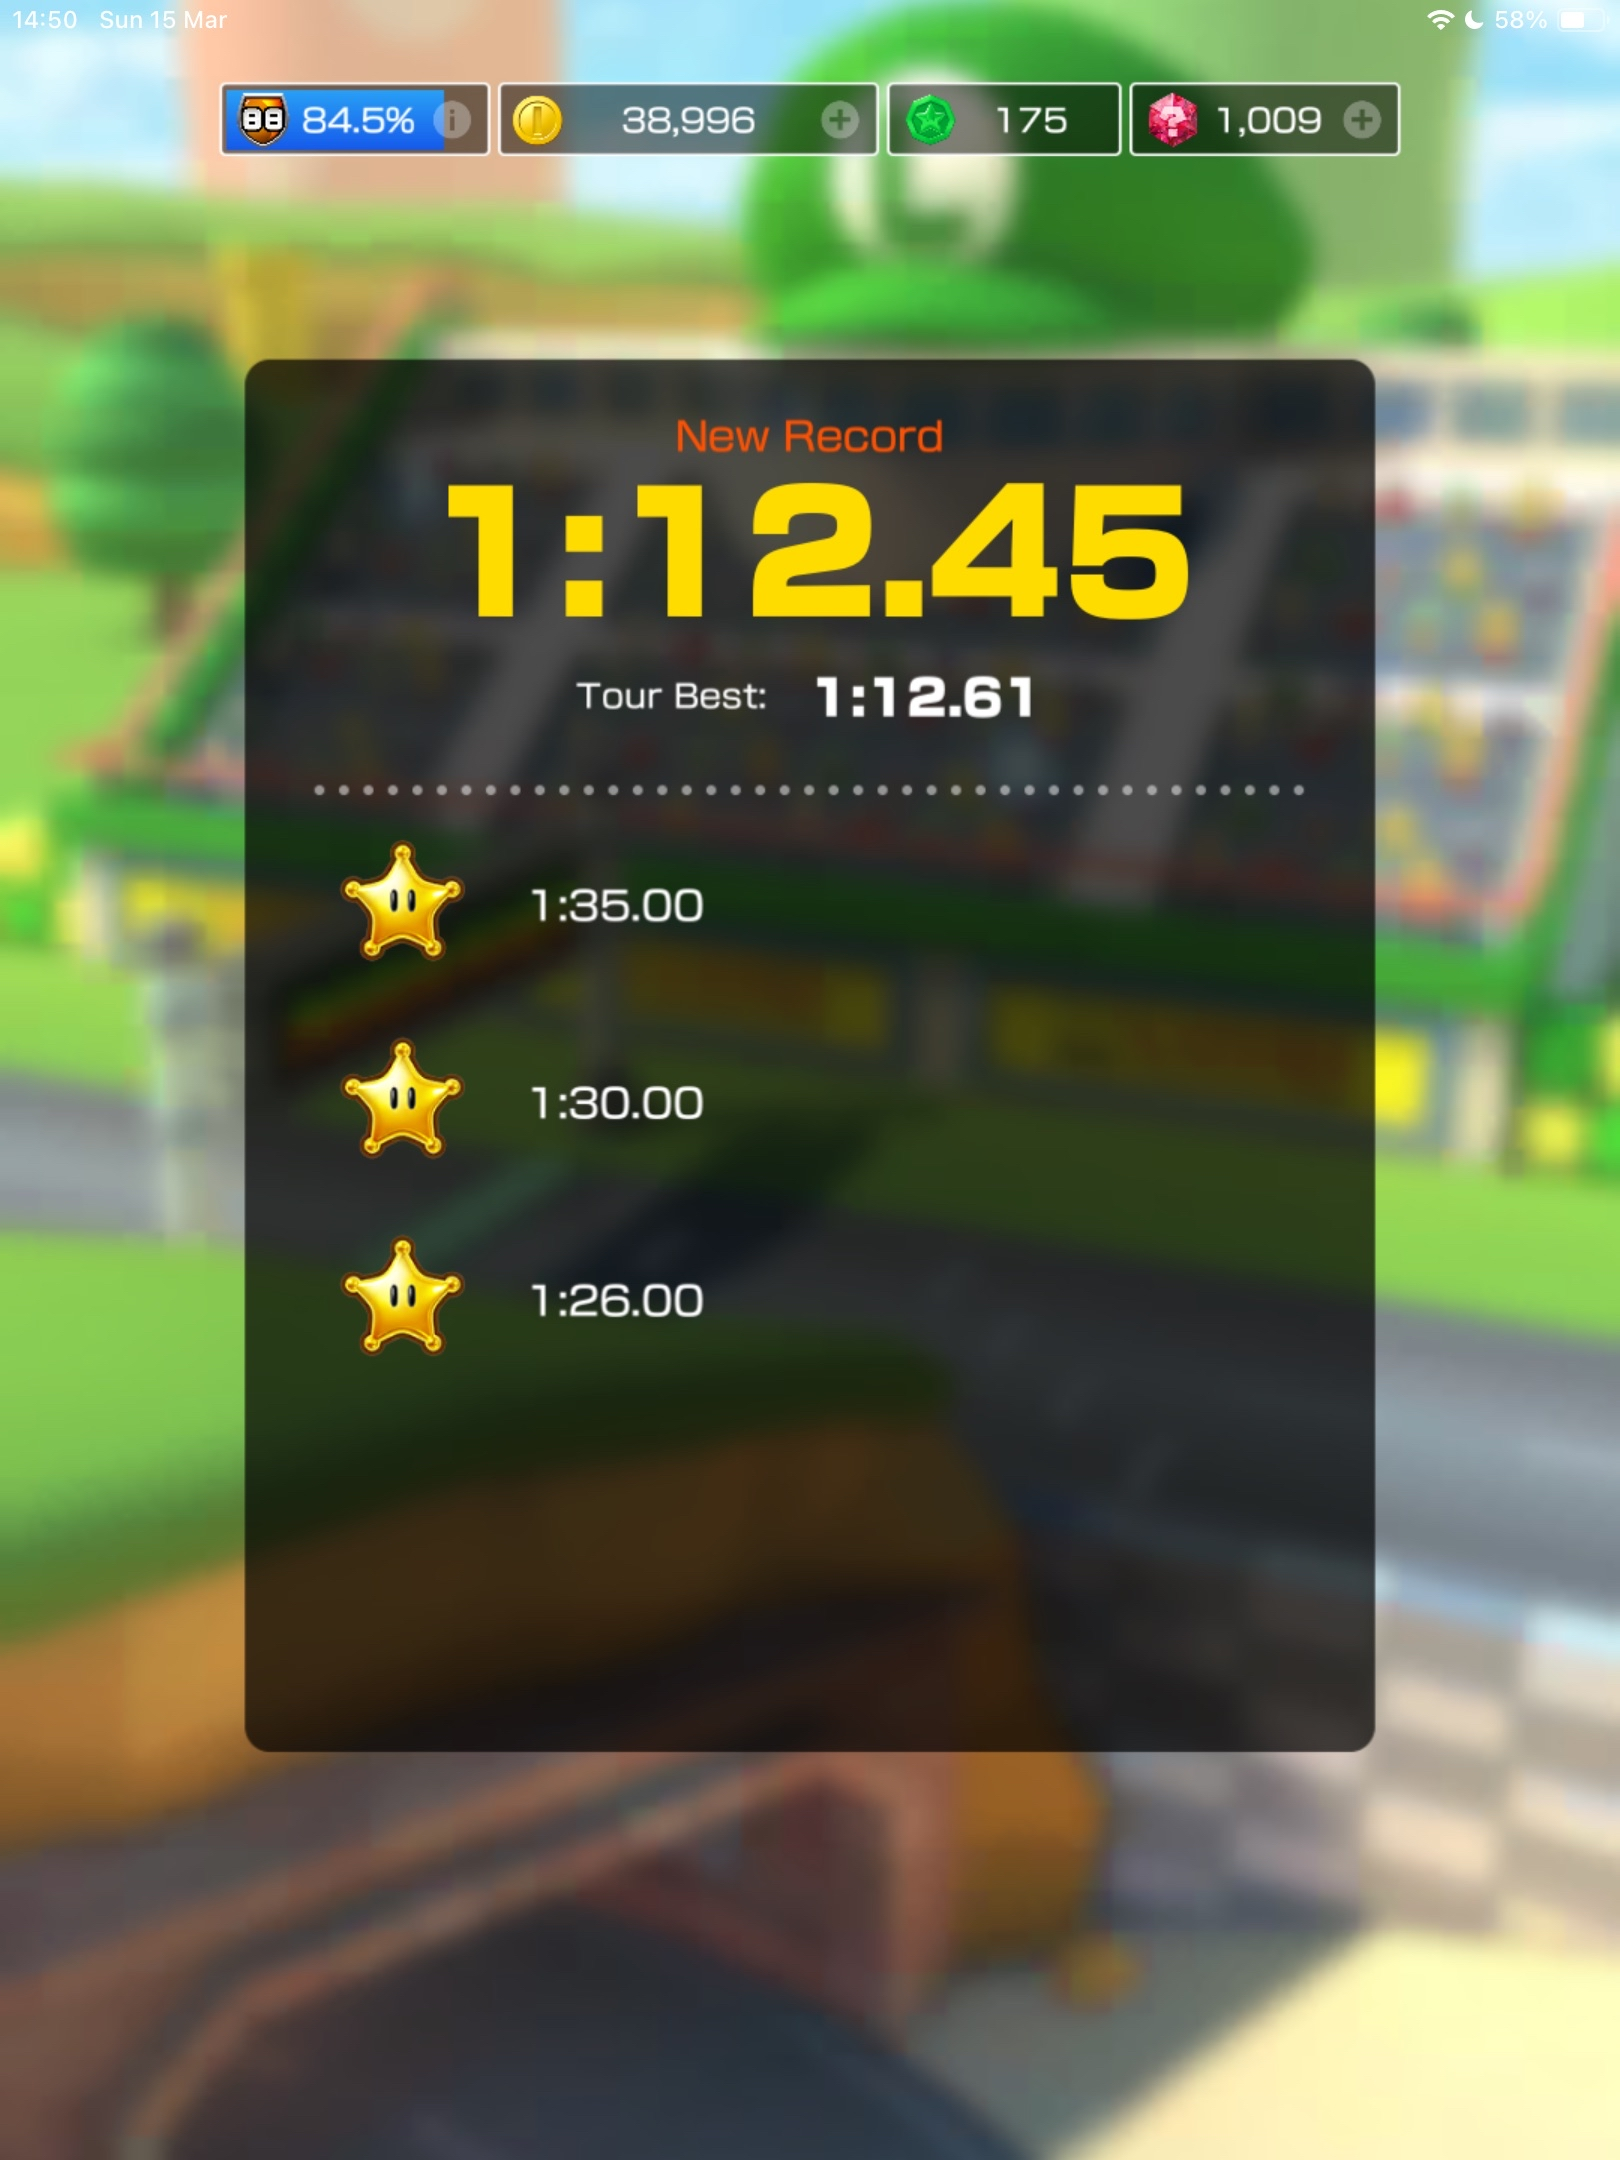 14:50 Sun 15 Mar 58%
84.5% i 38,996 + 175 ? 1,009 +
L
New Record
1:12.45
Tour Best: 1:12.61
1:35.00
1:30.00
1:26.00